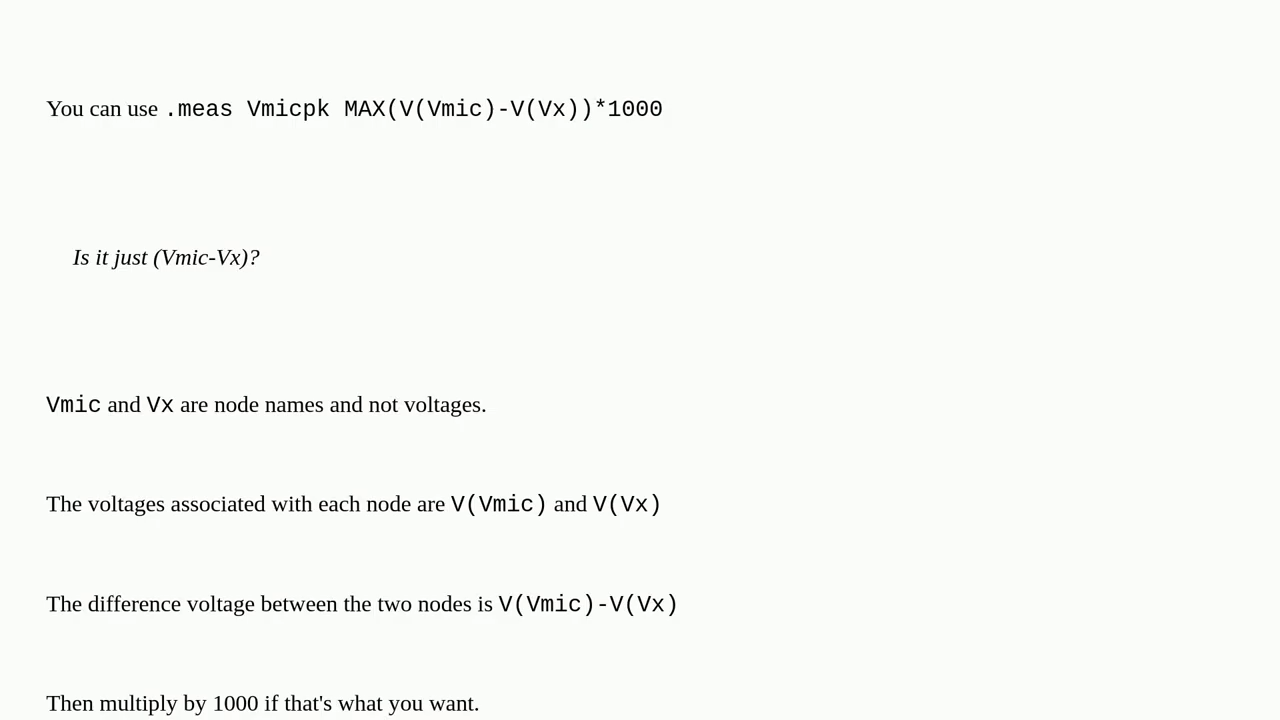 You can use .meas Vmicpk MAX(V(Vmic)-V(Vx))*1000
Is it just (Vmic-Vx)?
Vmic and Vx are node names and not voltages.
The voltages associated with each node are V(Vmic) and V(Vx)
The difference voltage between the two nodes is V(Vmic)-V(Vx)
Then multiply by 1000 if that's what you want.